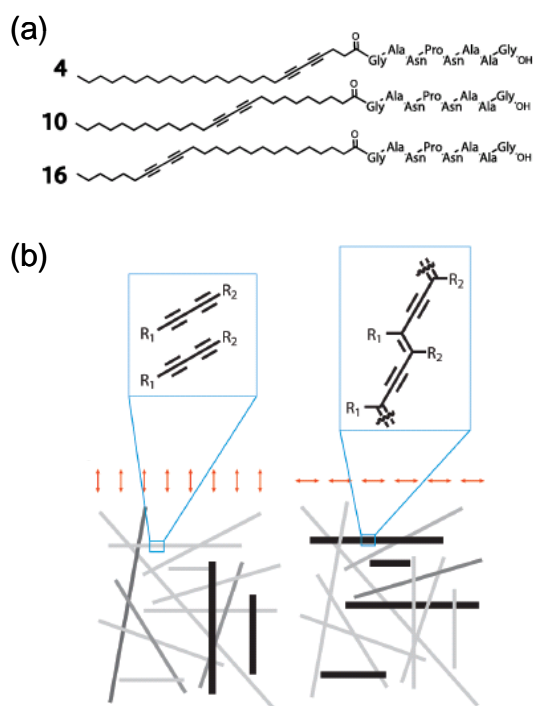 (a)
4
O
Gly Ala Asn Pro Asn Ala Ala Gly OH
10
O
Gly Ala Asn Pro Asn Ala Ala Gly OH
16
O
Gly Ala Asn Pro Asn Ala Ala Gly OH
(b)
R2
R1
R2
R1
R2
R1
R2
R1